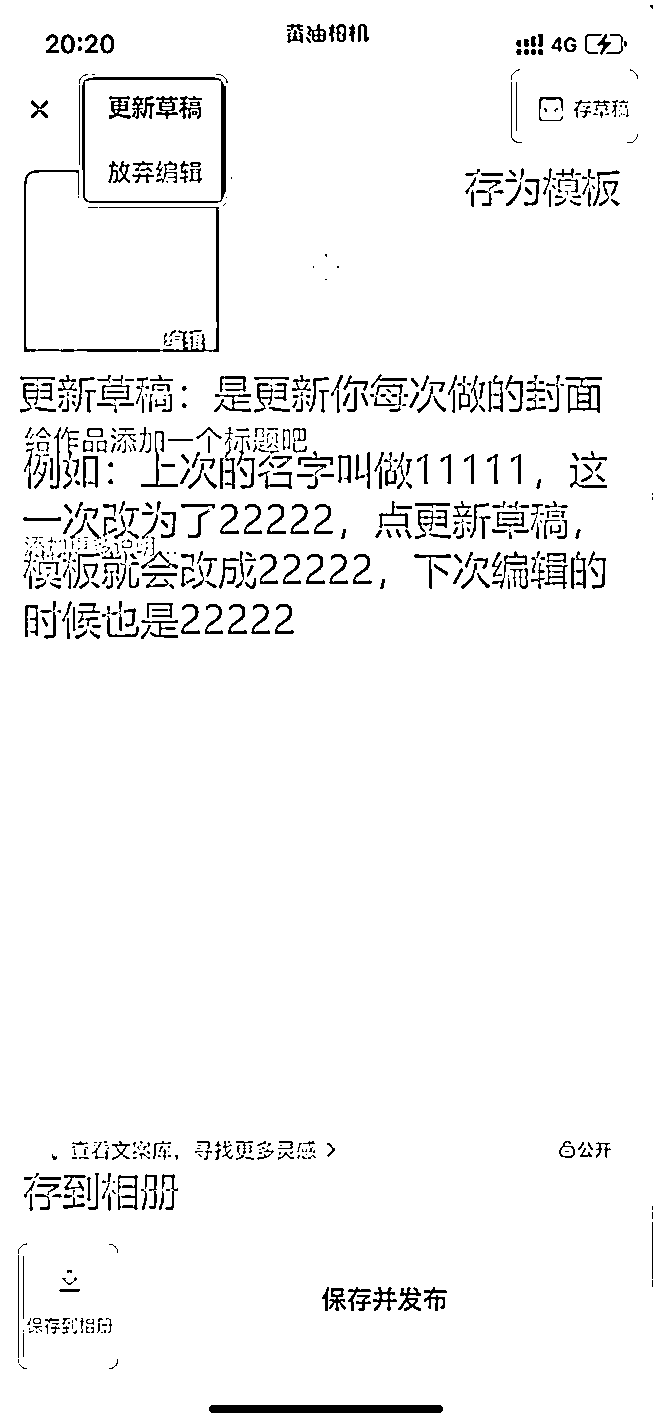 20:20
黄油相机
4G
更新草稿
存草稿
放弃编辑
存为模板
编辑
更新草稿：是更新你每次做的封面
给作品添加一个标题吧
例如：上次的名字叫做11111，这
一次改为了22222，点更新草稿，
模板就会改成22222，下次编辑的
时候也是22222
查看文案库，寻找更多灵感
公开
存到相册
保存并发布
保存到相册